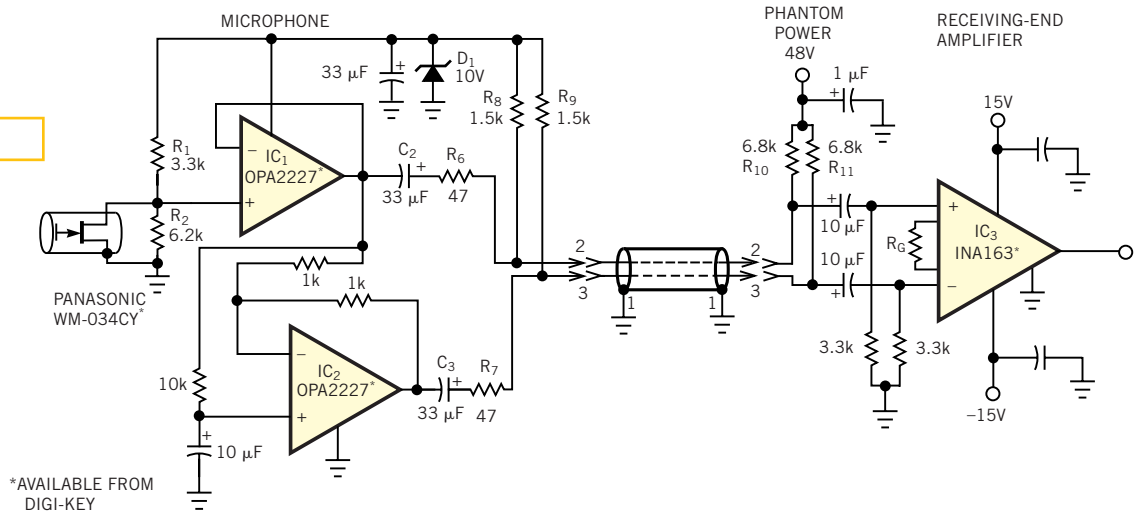 MICROPHONE
PHANTOM
POWER
48V
RECEIVING-END
AMPLIFIER
33 µF
+
D1
10V
R8
1.5k
R9
1.5k
1 µF
+
15V
R1
3.3k
−
IC1
OPA2227*
+
C2
+
33 µF
R6
47
6.8k
R10
6.8k
R11
R2
6.2k
+
10 µF
10 µF
+
+
RG
IC3
INA163*
−
2
3
1
1
2
3
PANASONIC
WM-034CY*
1k
1k
−
IC2
OPA2227*
+
C3
+
33 µF
R7
47
3.3k
3.3k
−15V
10k
+
10 µF
*AVAILABLE FROM
DIGI-KEY